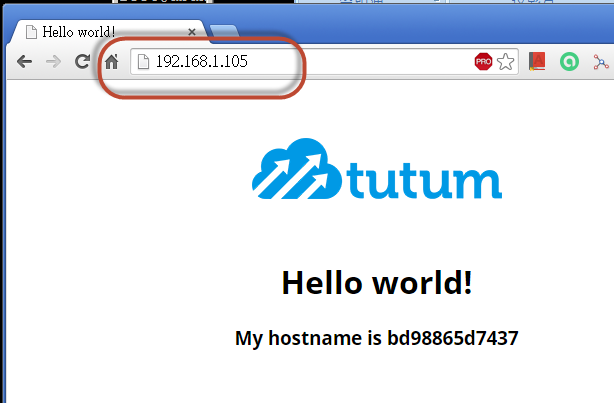 Hello world!
192.168.1.105
PRO
tutum
Hello world!
My hostname is bd98865d7437